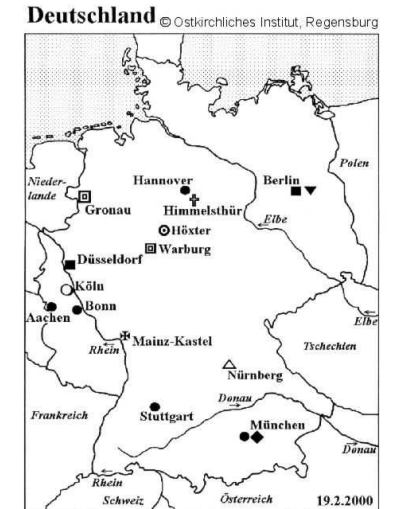 Deutschland © Ostkirchliches Institut, Regensburg
Polen
Nieder-
lande
Hannover
Berlin
Gronau
Himmelsthür
Elbe
Höxter
Warburg
Düsseldorf
Köln
Bonn
Aachen
Elbe
Rhein
Mainz-Kastel
Tschechien
Nürnberg
Donau
Frankreich
Stuttgart
München
Donau
Rhein
Schweiz
Österreich
19.2.2000